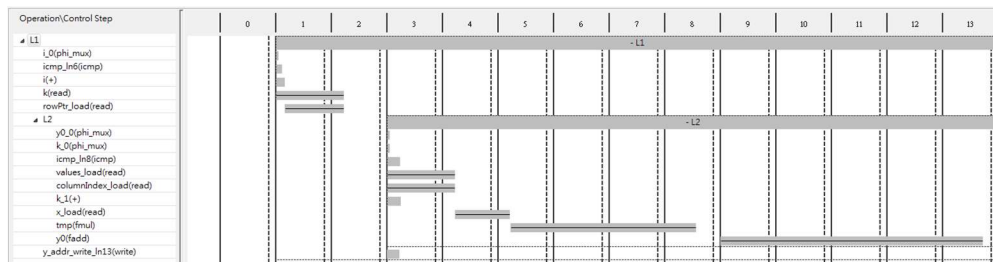 Operation\Control Step 0 1 2 3 4 5 6 7 8 9 10 11 12 13
L1 - L1
i_0(phi_mux)
icmp_ln6(icmp)
i(+)
k(read)
rowPtr_load(read)
L2 - L2
y0_0(phi_mux)
k_0(phi_mux)
icmp_ln8(icmp)
values_load(read)
columnIndex_load(read)
k_1(+)
x_load(read)
tmp(fmul)
y0(fadd)
y_addr_write_ln13(write)